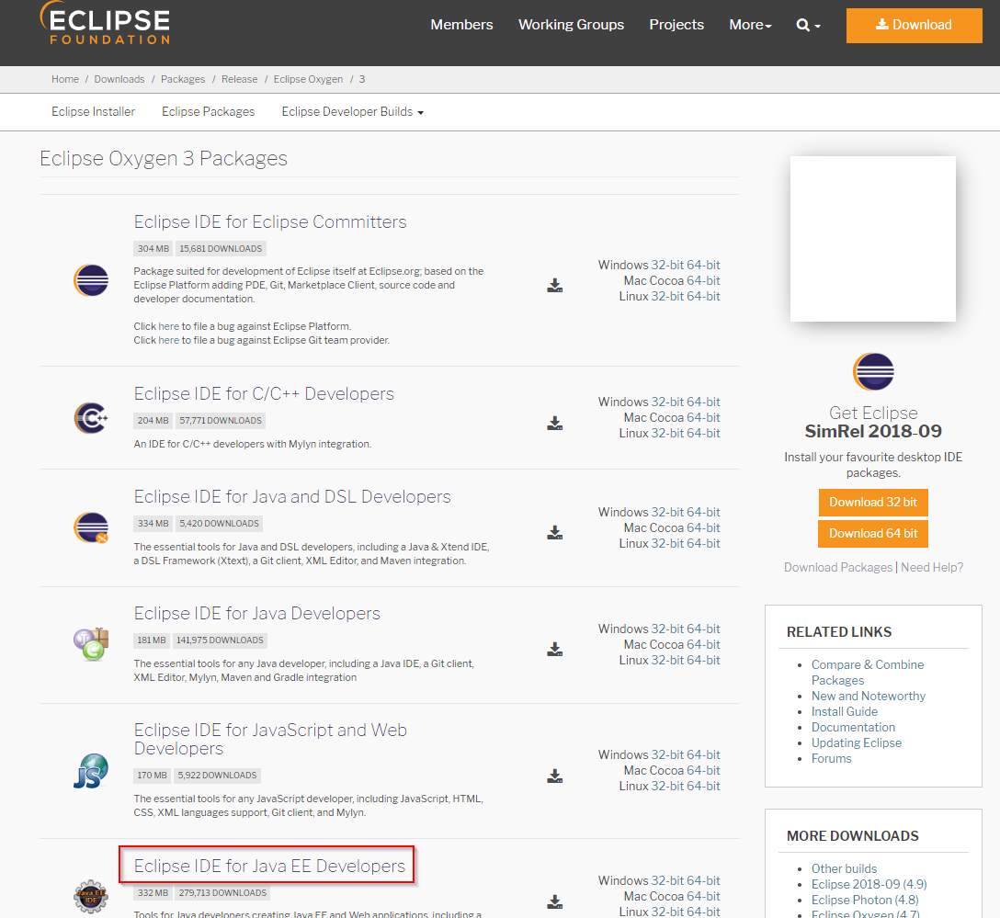 ECLIPSE
FOUNDATION
Members
Working Groups
Projects
More
Download
Home / Downloads / Packages / Release / Eclipse Oxygen / 3
Eclipse Installer
Eclipse Packages
Eclipse Developer Builds
Eclipse Oxygen 3 Packages
Eclipse IDE for Eclipse Committers
304 MB 15,681 DOWNLOADS
Package suited for development of Eclipse itself at Eclipse.org; based on the
Eclipse Platform adding PDE, Git, Marketplace Client, source code and
developer documentation.
Click here to file a bug against Eclipse Platform.
Click here to file a bug against Eclipse Git team provider.
Windows 32-bit 64-bit
Mac Cocoa 64-bit
Linux 32-bit 64-bit
C++
Eclipse IDE for C/C++ Developers
204 MB 57,771 DOWNLOADS
An IDE for C/C++ developers with Mylyn integration.
Windows 32-bit 64-bit
Mac Cocoa 64-bit
Linux 32-bit 64-bit
Eclipse IDE for Java and DSL Developers
334 MB 5,420 DOWNLOADS
The essential tools for Java and DSL developers, including a Java & Xtend IDE,
a DSL Framework (Xtext), a Git client, XML Editor, and Maven integration.
Windows 32-bit 64-bit
Mac Cocoa 64-bit
Linux 32-bit 64-bit
J
C
Eclipse IDE for Java Developers
181 MB 141,975 DOWNLOADS
The essential tools for any Java developer, including a Java IDE, a Git client,
XML Editor, Mylyn, Maven and Gradle integration
Windows 32-bit 64-bit
Mac Cocoa 64-bit
Linux 32-bit 64-bit
JS
Eclipse IDE for JavaScript and Web
Developers
170 MB 5,922 DOWNLOADS
The essential tools for any JavaScript developer, including JavaScript, HTML,
CSS, XML languages support, Git client, and Mylyn.
Windows 32-bit 64-bit
Mac Cocoa 64-bit
Linux 32-bit 64-bit
Java EE
IDE
Eclipse IDE for Java EE Developers
332 MB 279,713 DOWNLOADS
Tools for Java developers creating Java EE and Web applications, including a
Windows 32-bit 64-bit
Mac Cocoa 64-bit
Linux 32-bit 64-bit
Get Eclipse
SimRel 2018-09
Install your favourite desktop IDE
packages.
Download 32 bit
Download 64 bit
Download Packages | Need Help?
RELATED LINKS
Compare & Combine
Packages
New and Noteworthy
Install Guide
Documentation
Updating Eclipse
Forums
MORE DOWNLOADS
Other builds
Eclipse 2018-09 (4.9)
Eclipse Photon (4.8)
Eclipse Oxygen (4.7)